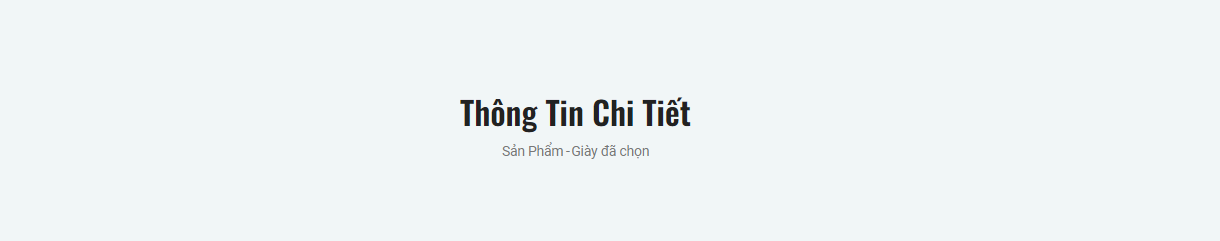 Thông Tin Chi Tiết
Sản Phẩm - Giày đã chọn